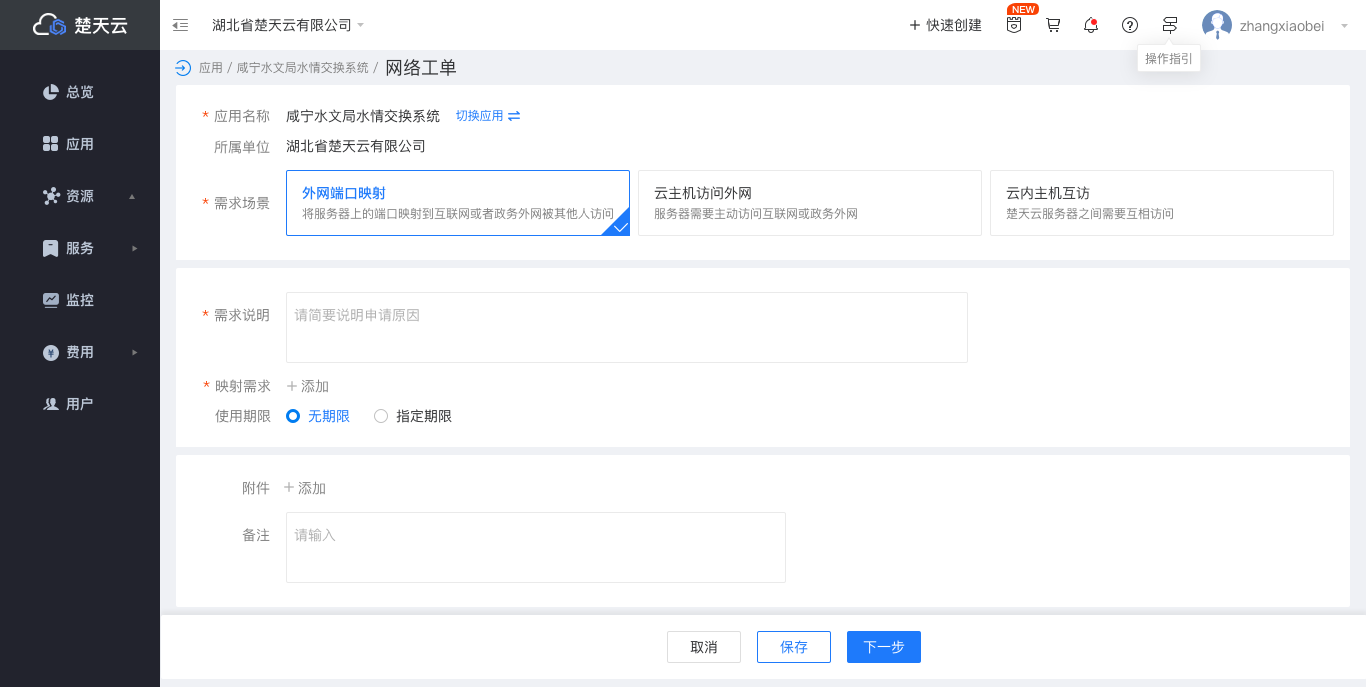 楚天云
湖北省楚天云有限公司
快速创建
NEW
zhangxiaobei
操作指引
总览
应用
资源
服务
监控
费用
用户
应用 / 咸宁水文局水情交换系统 / 网络工单
* 应用名称 咸宁水文局水情交换系统 切换应用
所属单位 湖北省楚天云有限公司
* 需求场景
外网端口映射
将服务器上的端口映射到互联网或者政务外网被其他人访问
云主机访问外网
服务器需要主动访问互联网或政务外网
云内主机互访
楚天云服务器之间需要互相访问
* 需求说明 请简要说明申请原因
* 映射需求 + 添加
使用期限 无期限 指定期限
附件 + 添加
备注 请输入
取消 保存 下一步